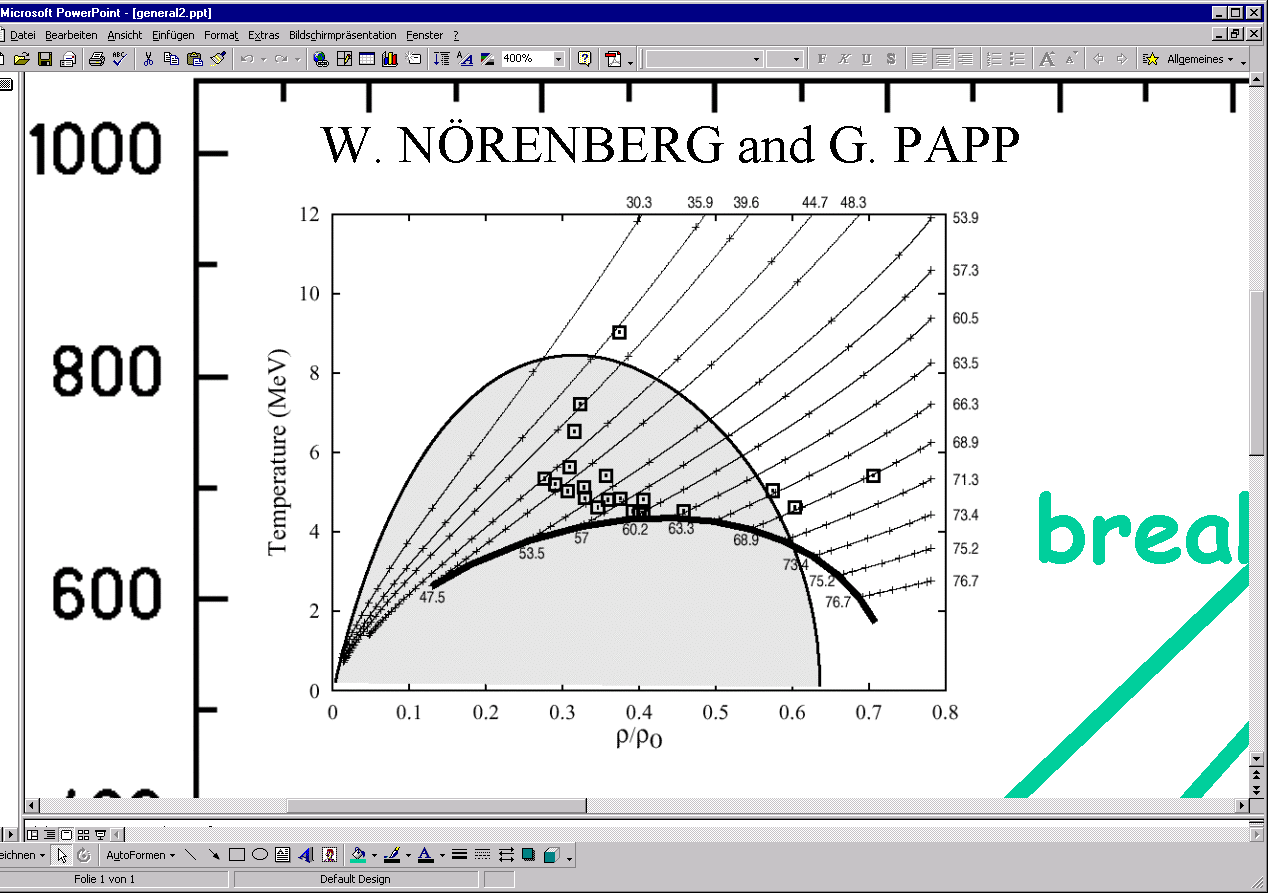 Microsoft PowerPoint - [general2.ppt]
Datei Bearbeiten Ansicht Einfügen Format Extras Bildschirmpräsentation Fenster ?
400% F K U S Allgemeines
1000
800
600
W. NÖRENBERG and G. PAPP
30.3 35.9 39.6 44.7 48.3
53.9
57.3
60.5
63.5
66.3
68.9
71.3
73.4
75.2
76.7
12
10
8
6
4
2
0
Temperature (MeV)
47.5 53.5 57 60.2 63.3 68.9 73.4 75.2 76.7
0 0.1 0.2 0.3 0.4 0.5 0.6 0.7 0.8
ρ/ρ0
break
eichnen AutoFormen
Folie 1 von 1 Default Design